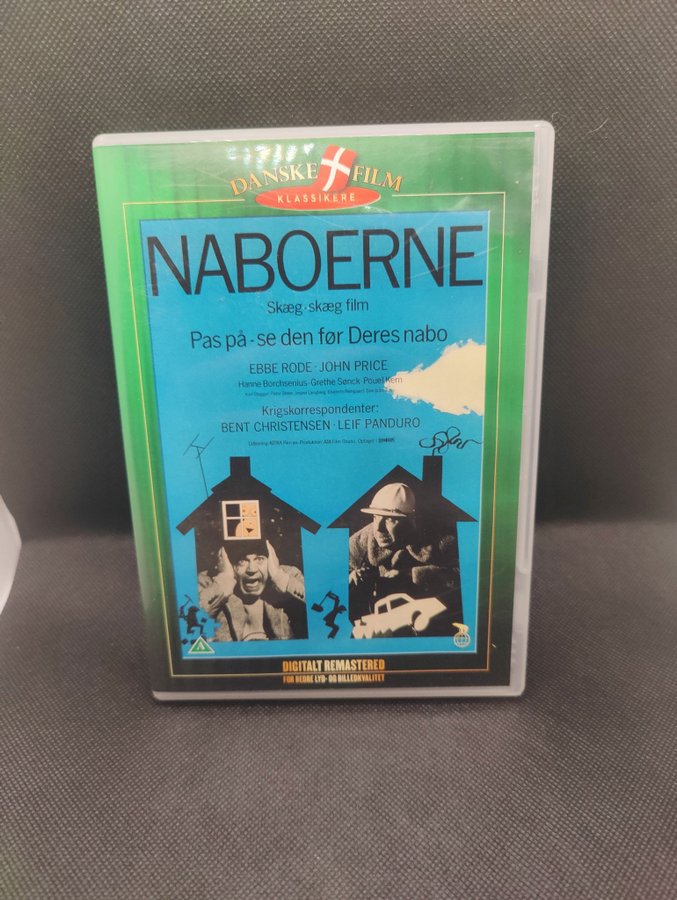 DANSKE FILM
KLASSIKERE
NABOERNE
Skæg-skæg film
Pas på - se den før Deres nabo
EBBE RODE · JOHN PRICE
Hanne Borchsenius · Grethe Sønck · Pouel Kern
Krigskorrespondenter:
BENT CHRISTENSEN · LEIF PANDURO
A
DIGITALT REMASTERED
FOR BEDRE LYD- OG BILLEDKVALITET